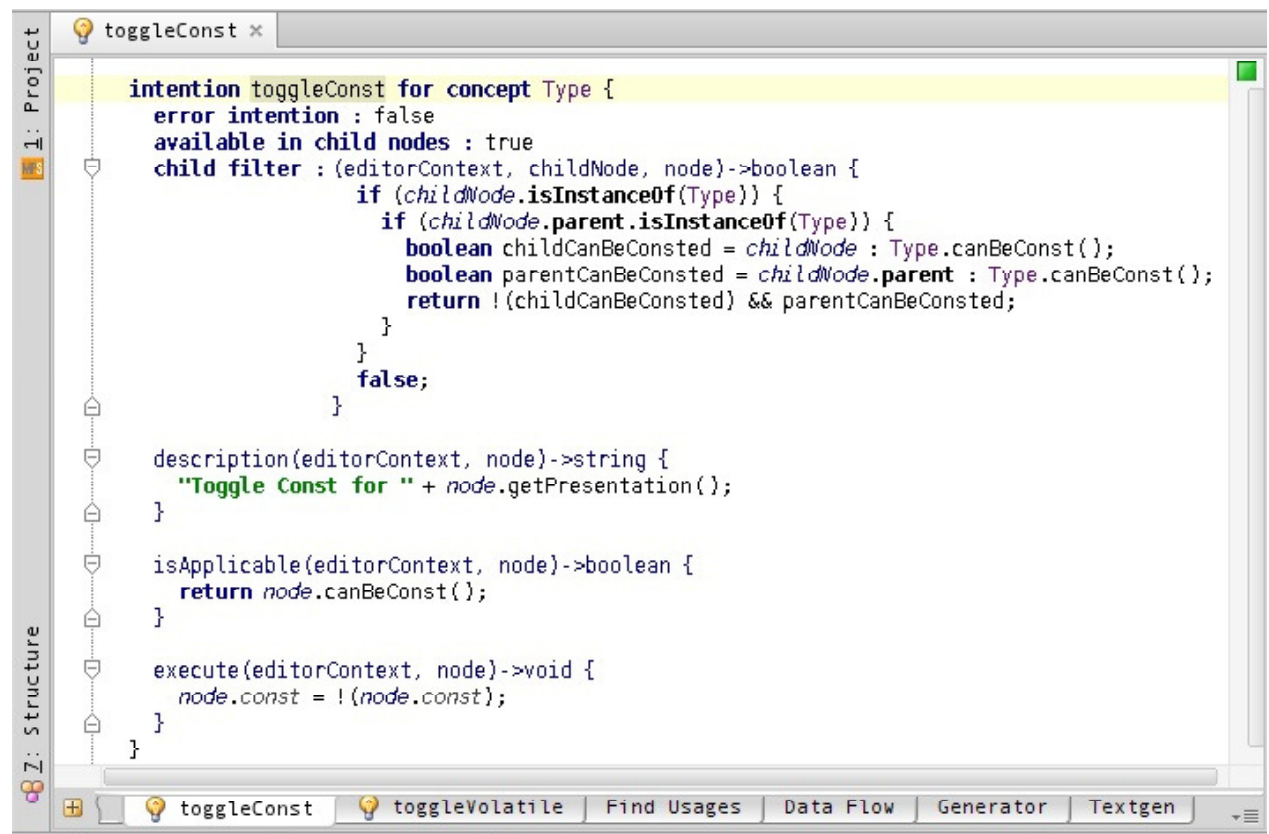 toggleConst ×
1: Project
MPS
intention toggleConst for concept Type {
error intention : false
available in child nodes : true
child filter : (editorContext, childNode, node)->boolean {
if (childNode.isInstanceOf(Type)) {
if (childNode.parent.isInstanceOf(Type)) {
boolean childCanBeConsted = childNode : Type.canBeConst();
boolean parentCanBeConsted = childNode.parent : Type.canBeConst();
return !(childCanBeConsted) && parentCanBeConsted;
}
}
false;
}
description(editorContext, node)->string {
"Toggle Const for " + node.getPresentation();
}
isApplicable(editorContext, node)->boolean {
return node.canBeConst();
}
execute(editorContext, node)->void {
node.const = !(node.const);
}
}
7: Structure
toggleConst toggleVolatile Find Usages Data Flow Generator Textgen